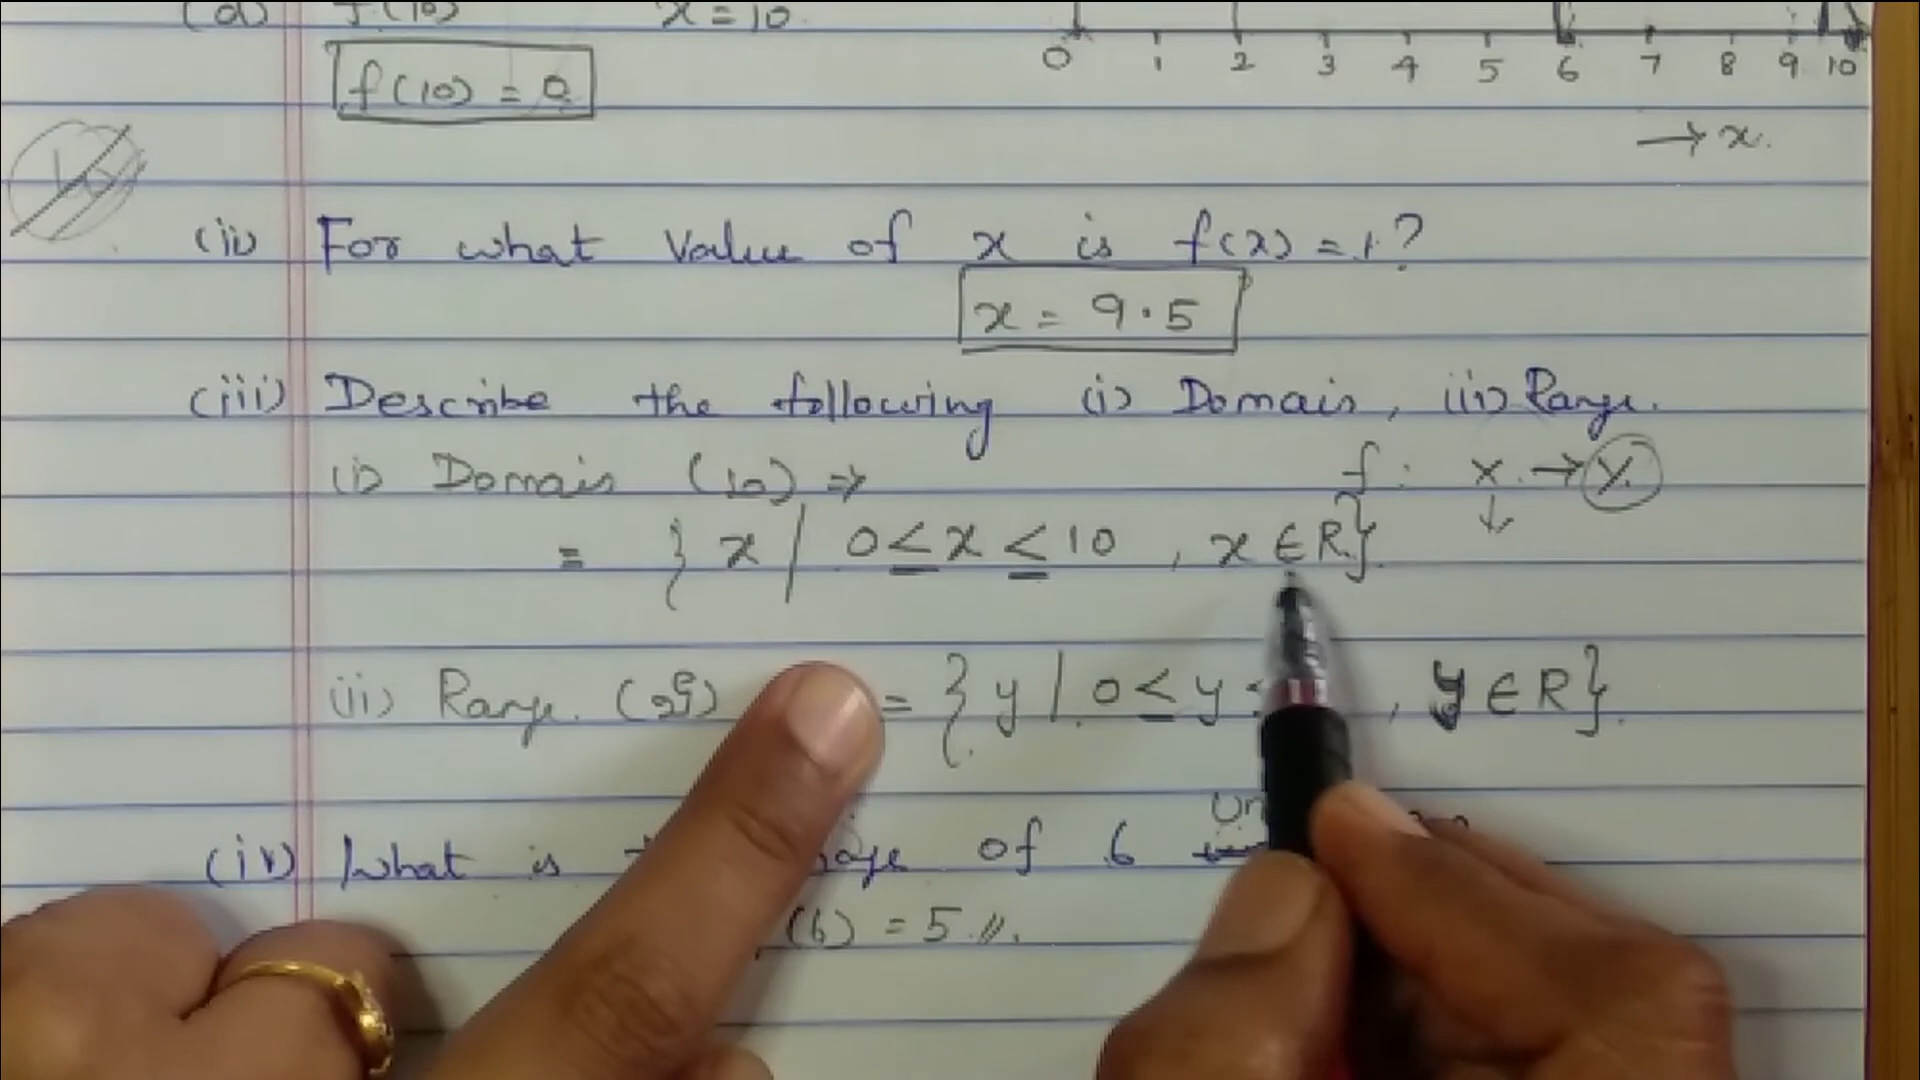 (a) f(10) x = 10
f(10) = 0
0 1 2 3 4 5 6 7 8 9 10
→ x.
(ii) For what value of x is f(x) = 1?
x = 9.5
(iii) Describe the following (i) Domain, (ii) Range.
(i) Domain (10) ⇒ f: x → y.
= { x / 0 ≤ x ≤ 10 , x ∈ R}.
(ii) Range. = { y / 0 ≤ y , y ∈ R}.
(iv) What is of 6
(6) = 5 //.